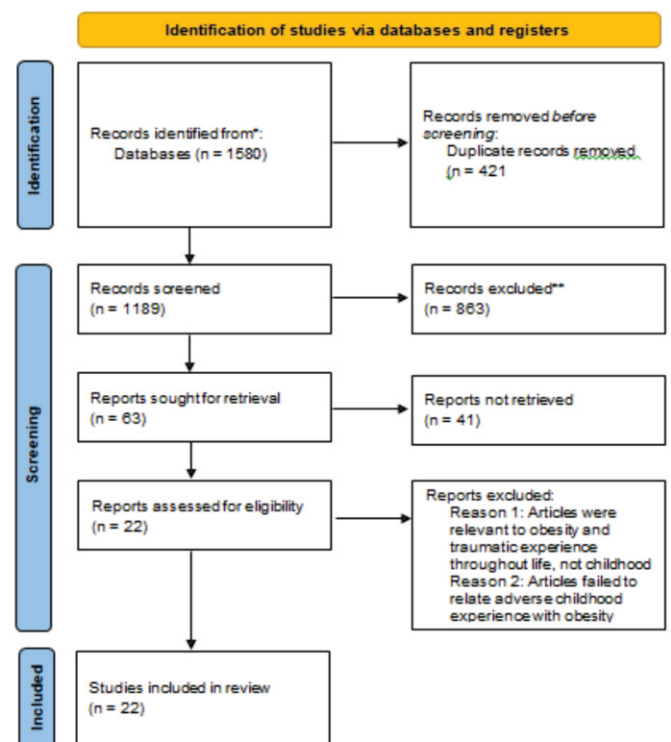 Identification of studies via databases and registers
Identification
Records identified from*:
Databases (n = 1580)
Records removed before
screening:
Duplicate records removed
(n = 421
Screening
Records screened
(n = 1189)
Records excluded**
(n = 863)
Reports sought for retrieval
(n = 63)
Reports not retrieved
(n = 41)
Reports assessed for eligibility
(n = 22)
Reports excluded:
Reason 1: Articles were
relevant to obesity and
traumatic experience
throughout life, not childhood
Reason 2: Articles failed to
relate adverse childhood
experience with obesity
Included
Studies included in review
(n = 22)